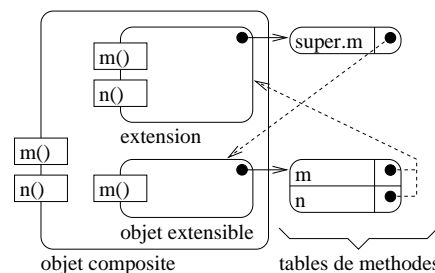 m()
super.m
n()
extension
m()
n()
m()
m
n
objet extensible
objet composite
tables de methodes